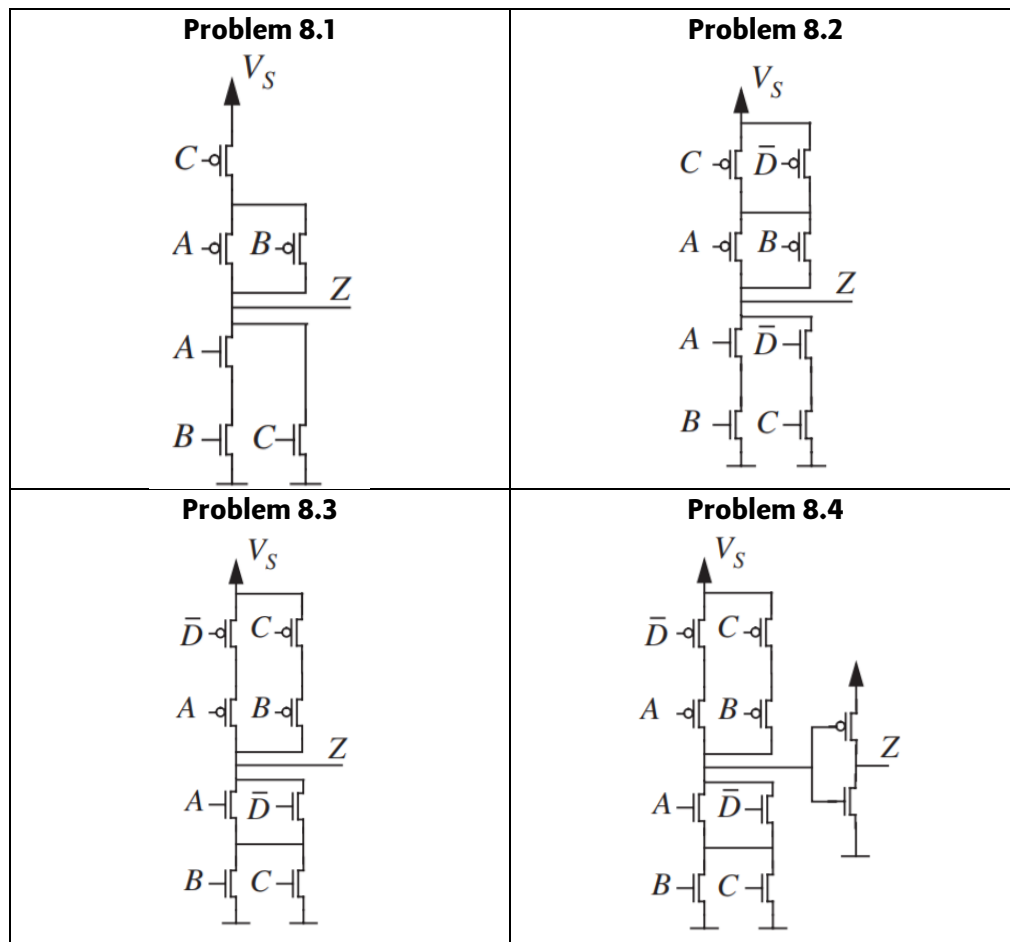 Problem 8.1
V_S
C
A B
Z
A
B C
Problem 8.2
V_S
C D̅
A B
Z
A D̅
B C
Problem 8.3
V_S
D̅ C
A B
Z
A D̅
B C
Problem 8.4
V_S
D̅ C
A B
Z
A D̅
B C